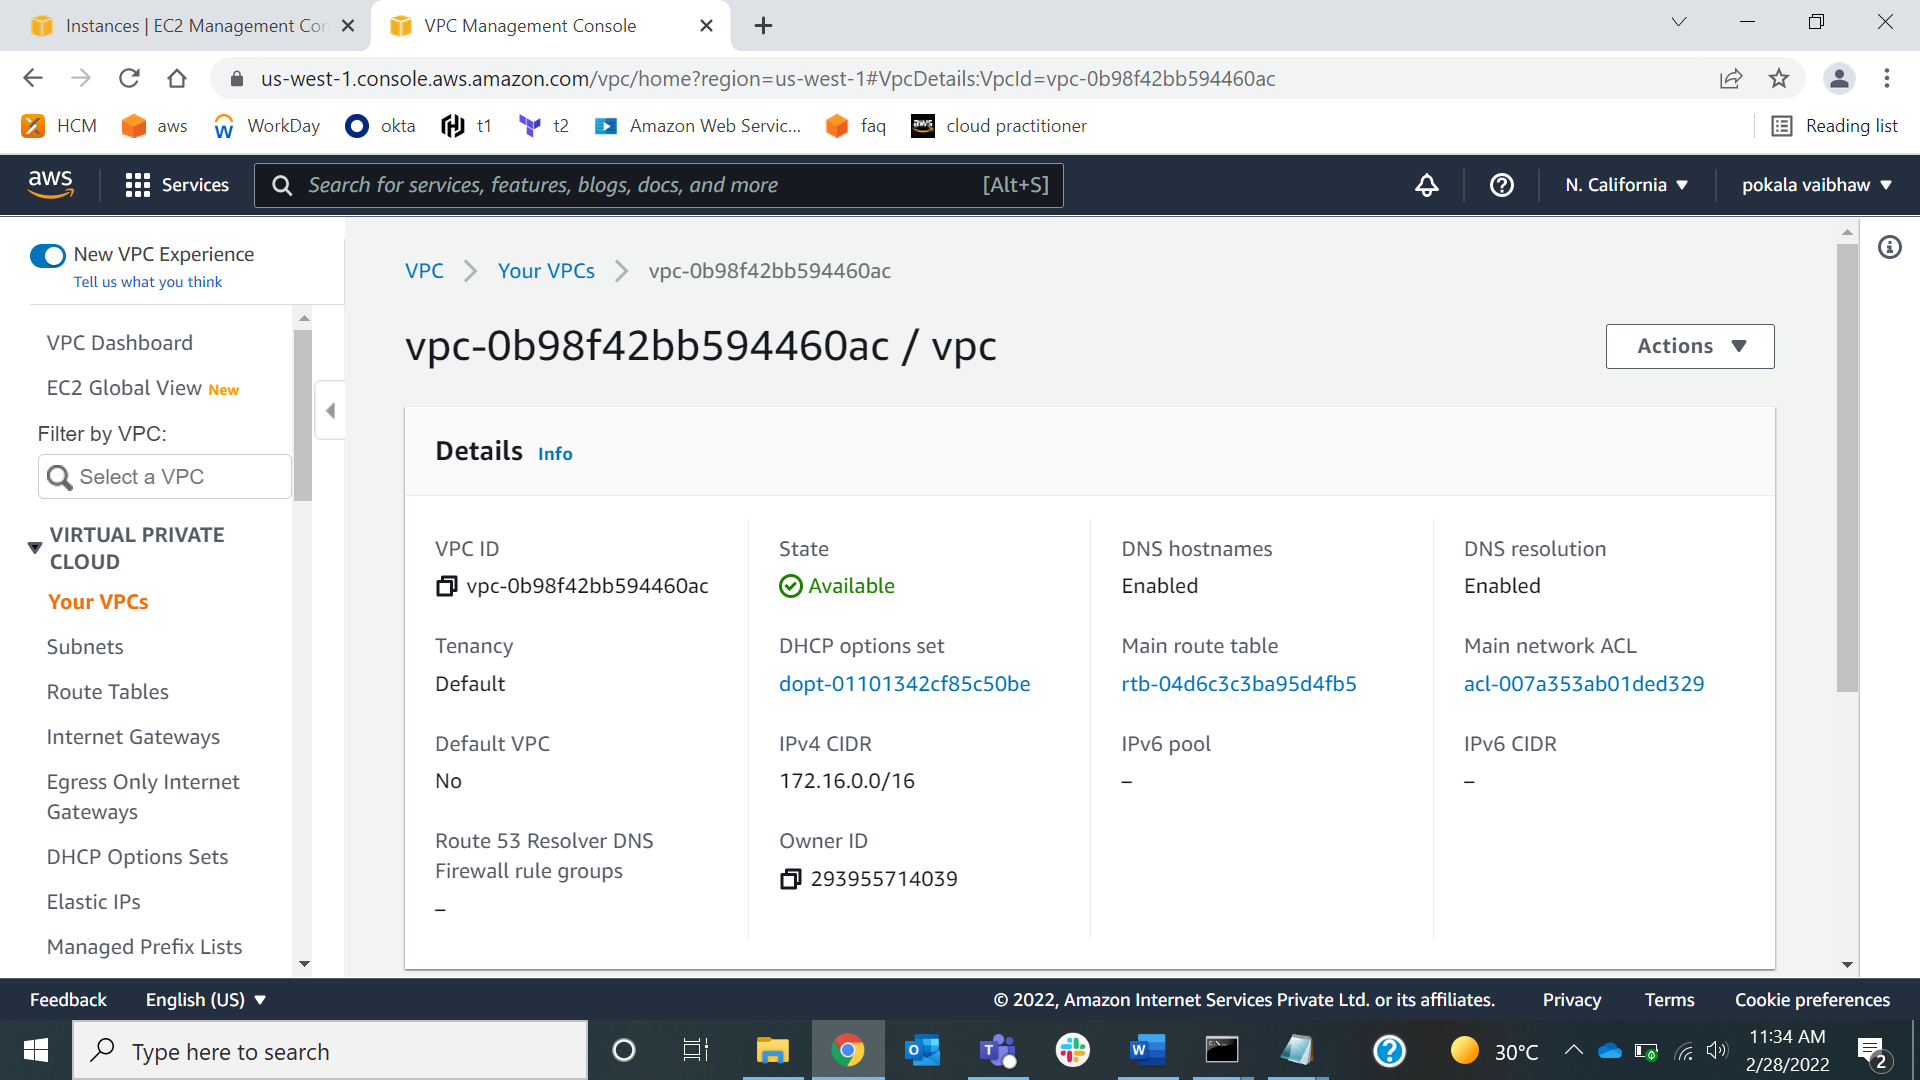 Instances | EC2 Management Con
VPC Management Console
us-west-1.console.aws.amazon.com/vpc/home?region=us-west-1#VpcDetails:VpcId=vpc-0b98f42bb594460ac
HCM
aws
WorkDay
okta
t1
t2
Amazon Web Servic...
faq
cloud practitioner
Reading list
aws
Services
Search for services, features, blogs, docs, and more
[Alt+S]
N. California
pokala vaibhaw
New VPC Experience
Tell us what you think
VPC Dashboard
EC2 Global View New
Filter by VPC:
Select a VPC
VIRTUAL PRIVATE
CLOUD
Your VPCs
Subnets
Route Tables
Internet Gateways
Egress Only Internet
Gateways
DHCP Options Sets
Elastic IPs
Managed Prefix Lists
VPC
Your VPCs
vpc-0b98f42bb594460ac
vpc-0b98f42bb594460ac / vpc
Actions
Details Info
VPC ID
vpc-0b98f42bb594460ac
State
Available
DNS hostnames
Enabled
DNS resolution
Enabled
Tenancy
Default
DHCP options set
dopt-01101342cf85c50be
Main route table
rtb-04d6c3c3ba95d4fb5
Main network ACL
acl-007a353ab01ded329
Default VPC
No
IPv4 CIDR
172.16.0.0/16
IPv6 pool
–
IPv6 CIDR
–
Route 53 Resolver DNS
Firewall rule groups
–
Owner ID
293955714039
Feedback
English (US)
© 2022, Amazon Internet Services Private Ltd. or its affiliates.
Privacy
Terms
Cookie preferences
Type here to search
30°C
11:34 AM
2/28/2022
2